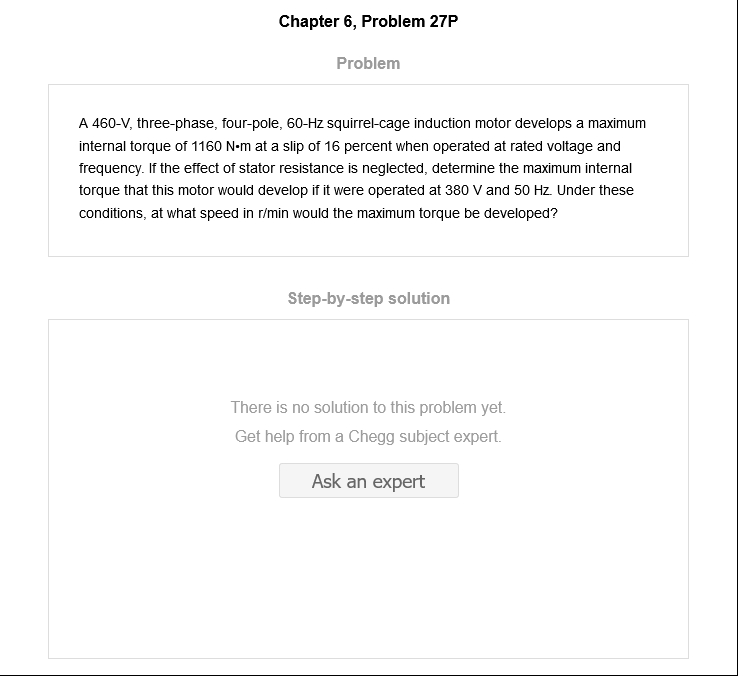 Chapter 6, Problem 27P
Problem
A 460-V, three-phase, four-pole, 60-Hz squirrel-cage induction motor develops a maximum
internal torque of 1160 N•m at a slip of 16 percent when operated at rated voltage and
frequency. If the effect of stator resistance is neglected, determine the maximum internal
torque that this motor would develop if it were operated at 380 V and 50 Hz. Under these
conditions, at what speed in r/min would the maximum torque be developed?
Step-by-step solution
There is no solution to this problem yet.
Get help from a Chegg subject expert.
Ask an expert